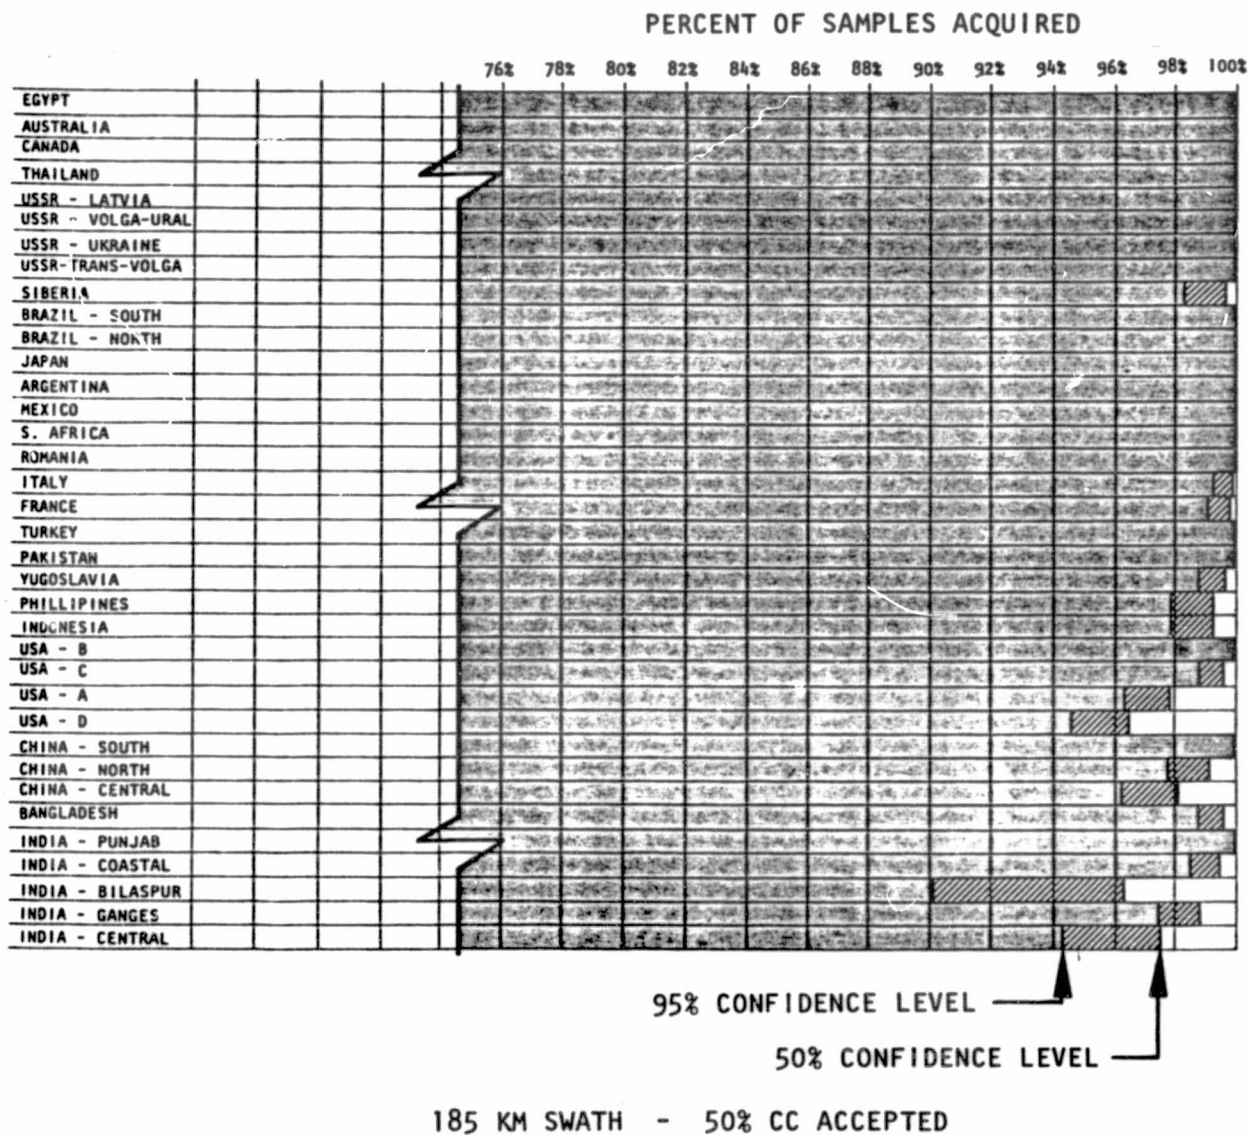 PERCENT OF SAMPLES ACQUIRED
76% 78% 80% 82% 84% 86% 88% 90% 92% 94% 96% 98% 100%
EGYPT
AUSTRALIA
CANADA
THAILAND
USSR - LATVIA
USSR - VOLGA-URAL
USSR - UKRAINE
USSR-TRANS-VOLGA
SIBERIA
BRAZIL - SOUTH
BRAZIL - NORTH
JAPAN
ARGENTINA
MEXICO
S. AFRICA
ROMANIA
ITALY
FRANCE
TURKEY
PAKISTAN
YUGOSLAVIA
PHILLIPINES
INDONESIA
USA - B
USA - C
USA - A
USA - D
CHINA - SOUTH
CHINA - NORTH
CHINA - CENTRAL
BANGLADESH
INDIA - PUNJAB
INDIA - COASTAL
INDIA - BILASPUR
INDIA - GANGES
INDIA - CENTRAL
95% CONFIDENCE LEVEL
50% CONFIDENCE LEVEL
185 KM SWATH - 50% CC ACCEPTED